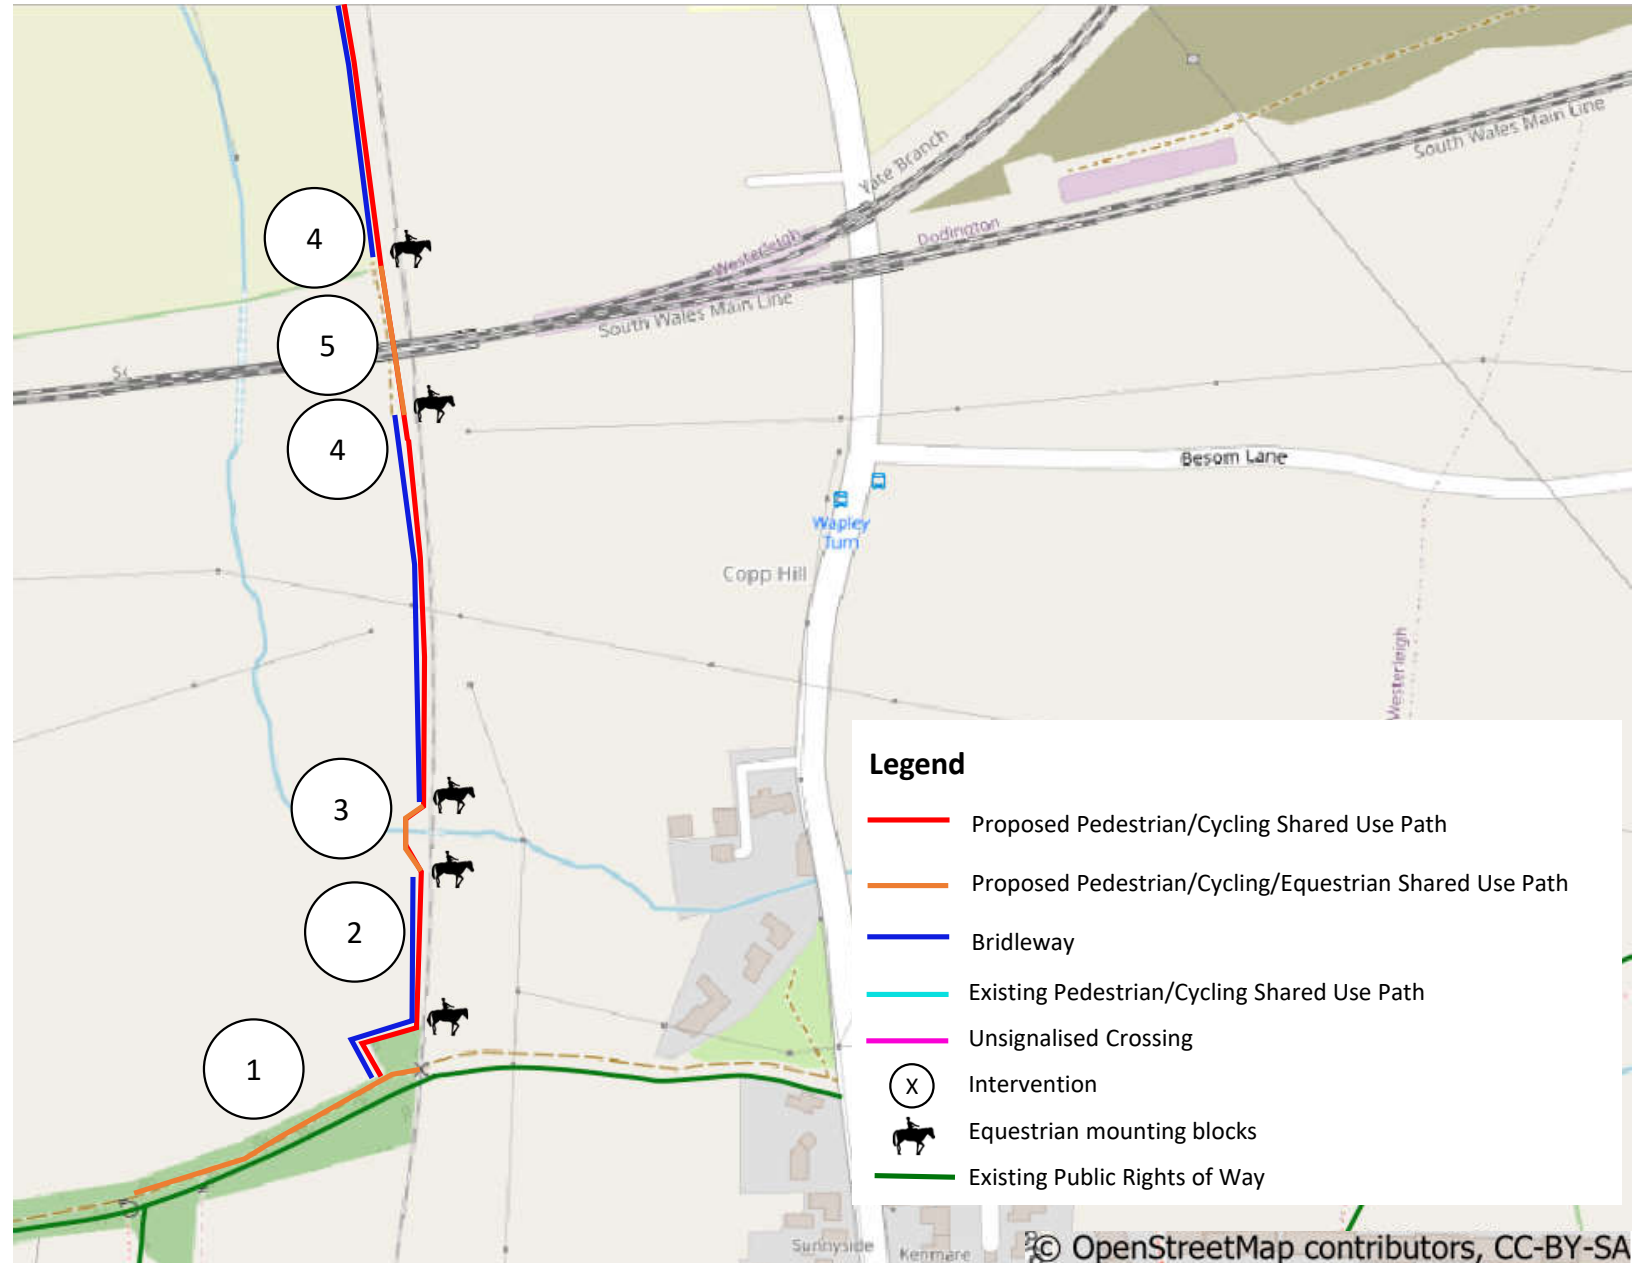 Yate Branch
South Wales Main Line
4
Westerleigh
Dodington
5
South Wales Main Line
4
Besom Lane
Wapley
Turn
Copp Hill
Westerleigh
3
2
1
Legend
Proposed Pedestrian/Cycling Shared Use Path
Proposed Pedestrian/Cycling/Equestrian Shared Use Path
Bridleway
Existing Pedestrian/Cycling Shared Use Path
Unsignalised Crossing
X Intervention
Equestrian mounting blocks
Existing Public Rights of Way
Sunnyside
Kenmare
© OpenStreetMap contributors, CC-BY-SA